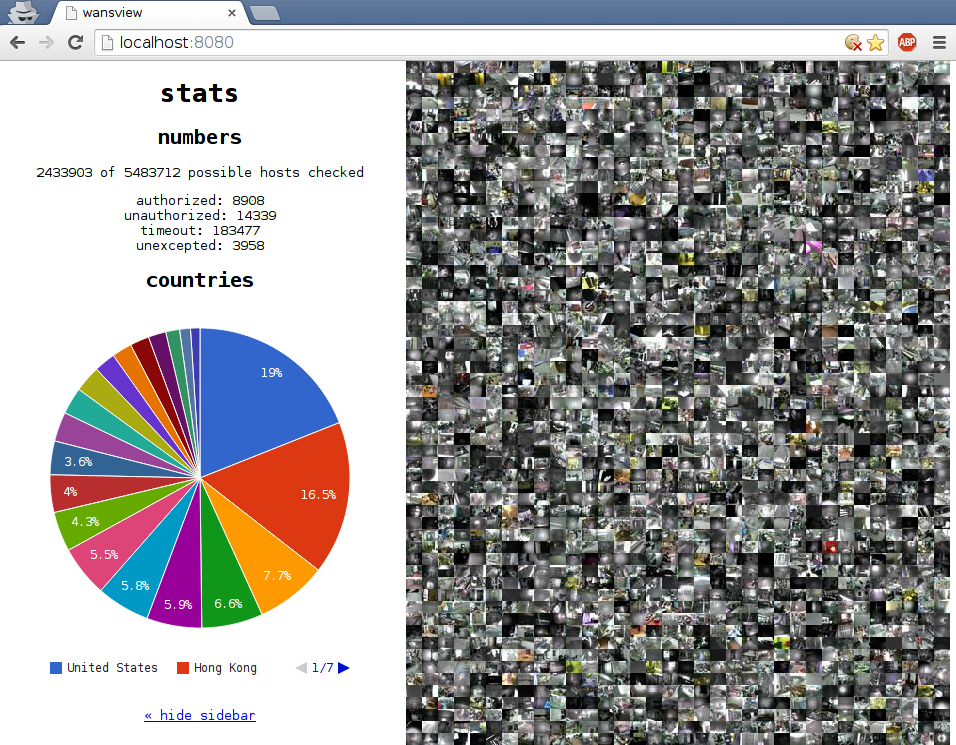 wansview
localhost:8080
ABP
stats
numbers
2433903 of 5483712 possible hosts checked
authorized: 8908
unauthorized: 14339
timeout: 183477
unexcepted: 3958
countries
19%
16.5%
7.7%
6.6%
5.9%
5.8%
5.5%
4.3%
4%
3.6%
United States
Hong Kong
1/7
« hide sidebar